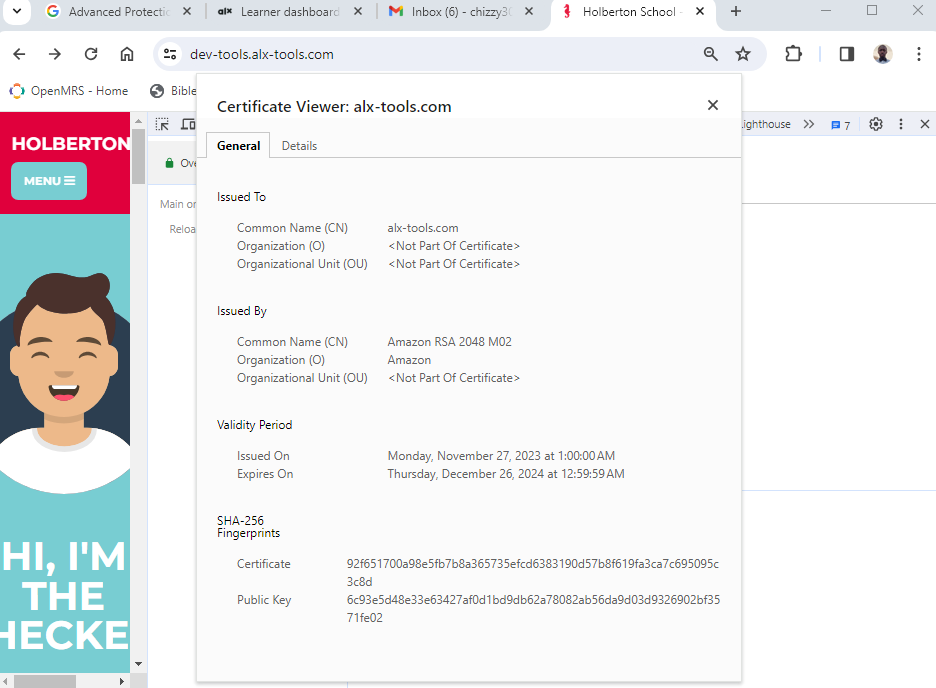 Advanced Protectic
alx Learner dashboard
Inbox (6) - chizzy3
Holberton School -
dev-tools.alx-tools.com
OpenMRS - Home
Bible
HOLBERTON
MENU
HI, I'M
THE
HECKE
Ove
Main or
Reloa
Lighthouse
7
Certificate Viewer: alx-tools.com
General
Details
Issued To
Common Name (CN) alx-tools.com
Organization (O) <Not Part Of Certificate>
Organizational Unit (OU) <Not Part Of Certificate>
Issued By
Common Name (CN) Amazon RSA 2048 M02
Organization (O) Amazon
Organizational Unit (OU) <Not Part Of Certificate>
Validity Period
Issued On Monday, November 27, 2023 at 1:00:00 AM
Expires On Thursday, December 26, 2024 at 12:59:59 AM
SHA-256
Fingerprints
Certificate 92f651700a98e5fb7b8a365735efcd6383190d57b8f619fa3ca7c695095c
3c8d
Public Key 6c93e5d48e33e63427af0d1bd9db62a78082ab56da9d03d9326902bf35
71fe02